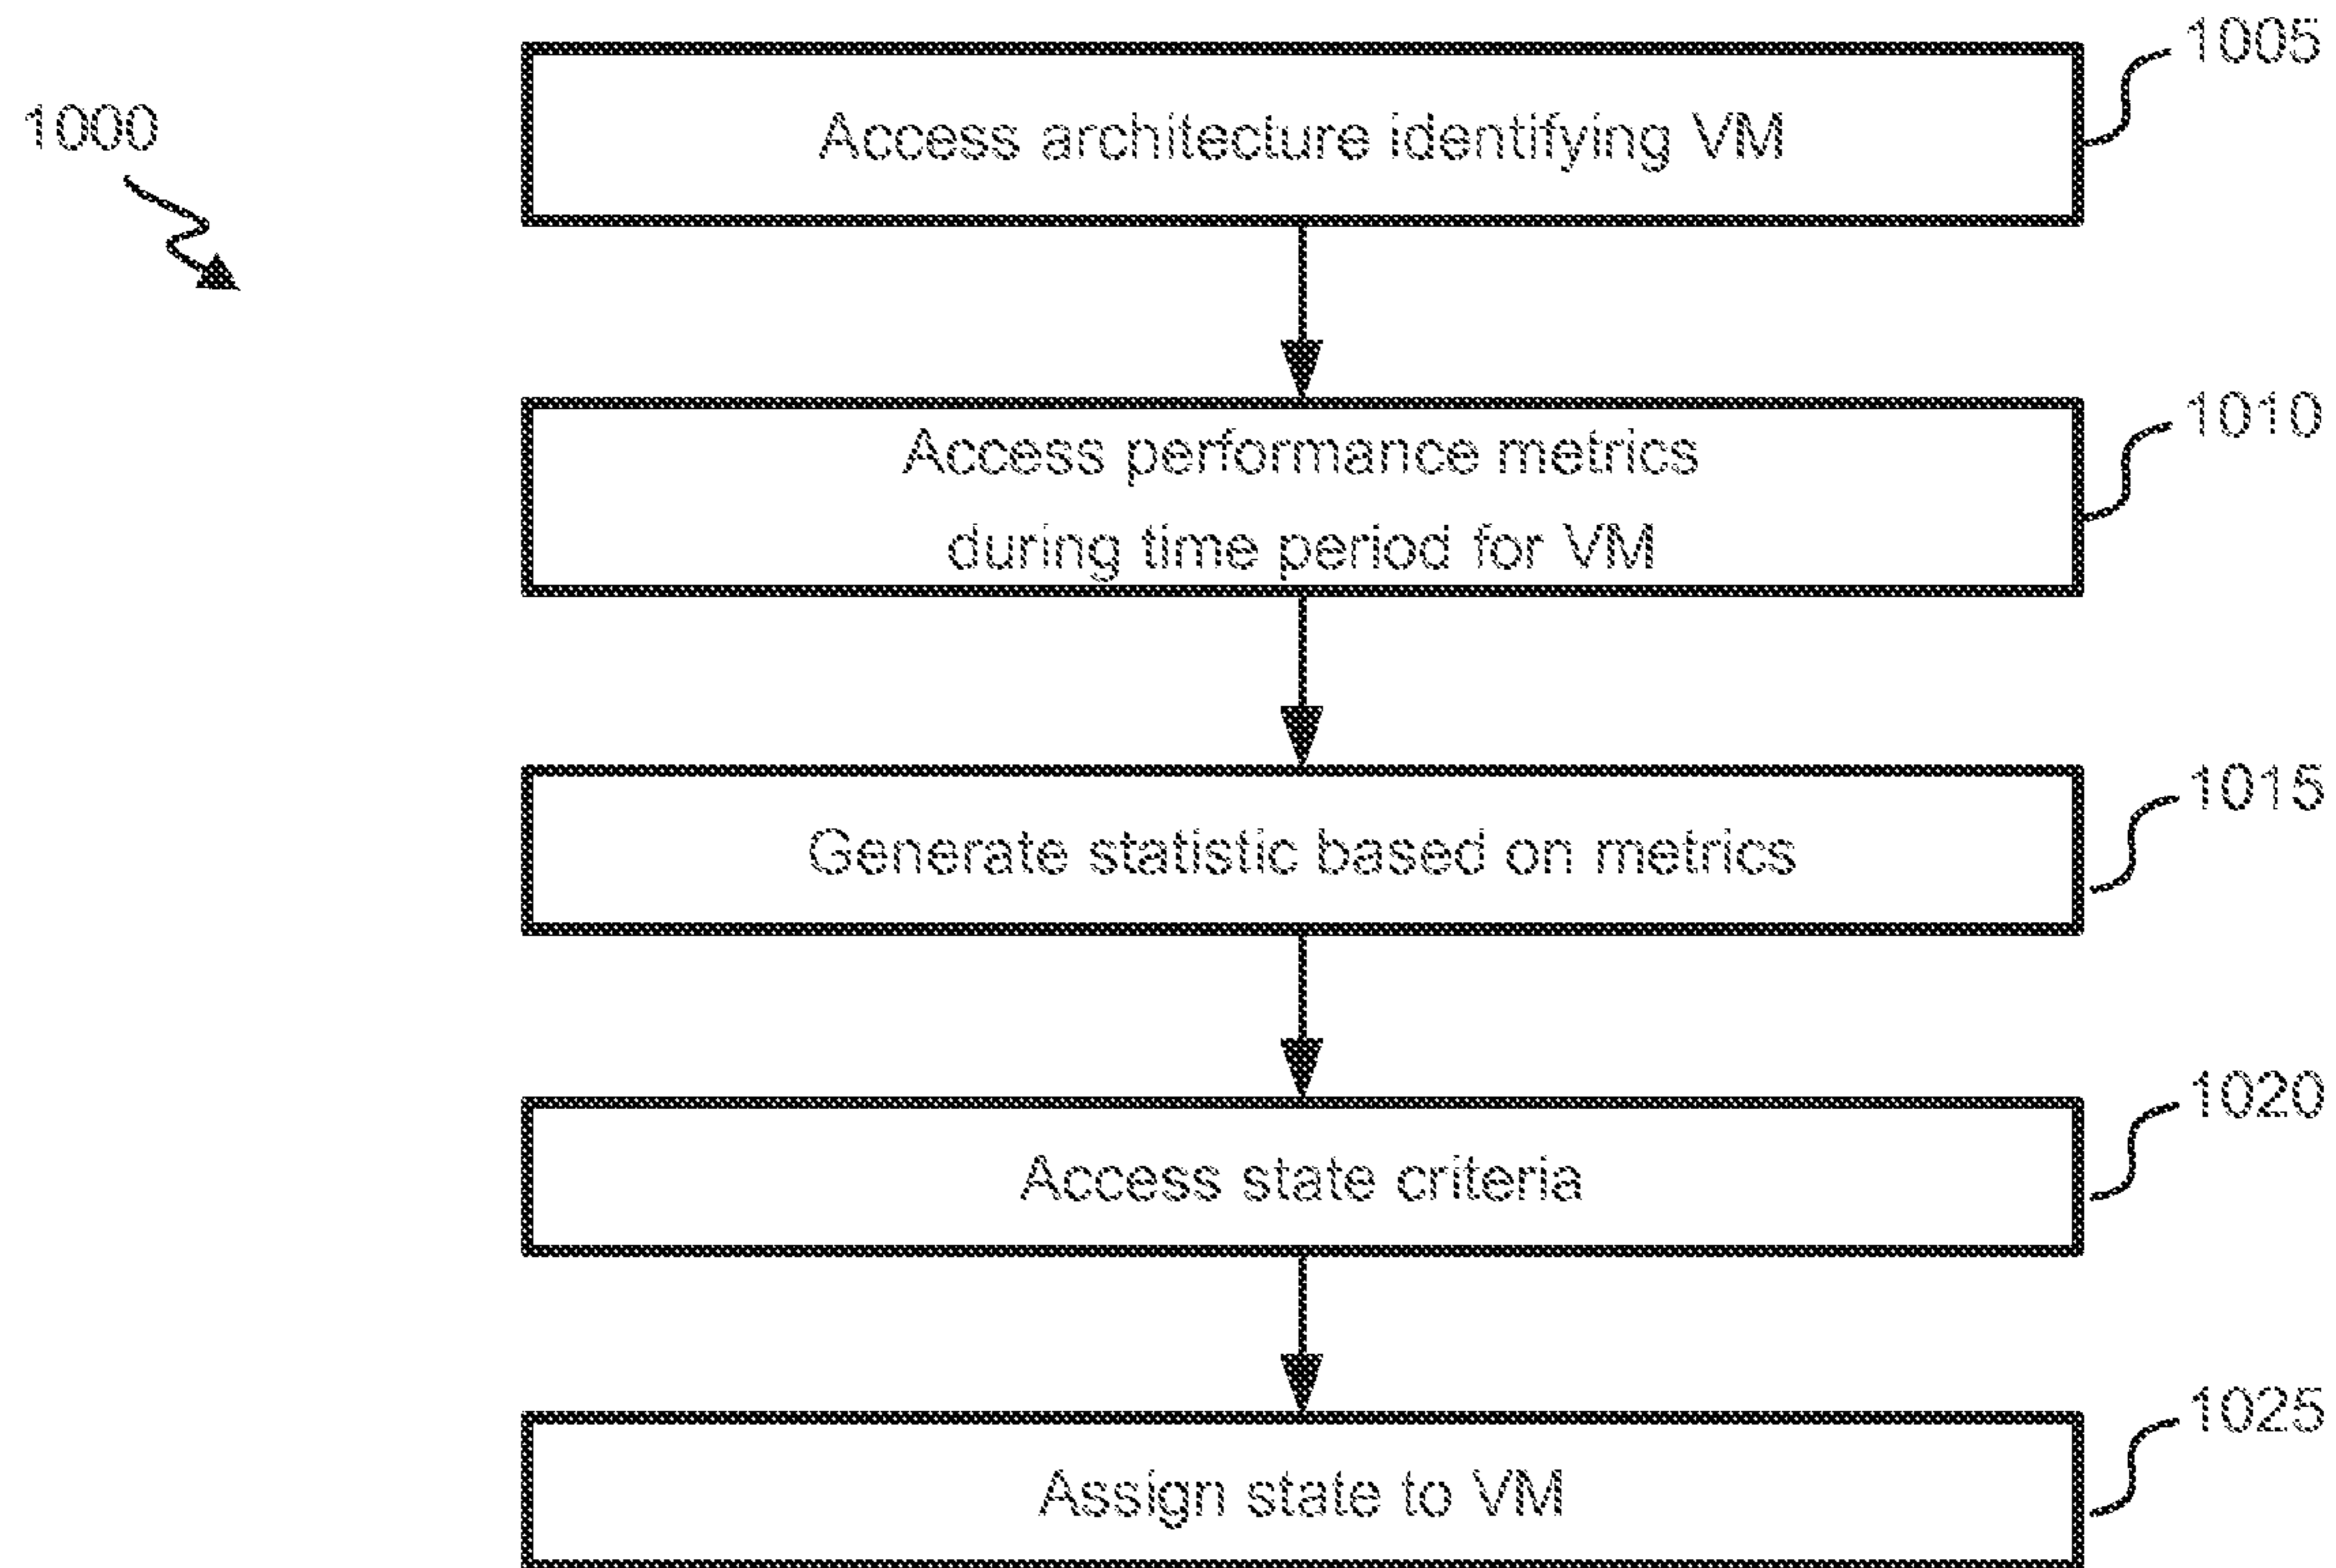 1005
1000
Access architecture identifying VM
1010
Access performance metrics
during time period for VM
1015
Generate statistic based on metrics
1020
Access state criteria
1025
Assign state to VM